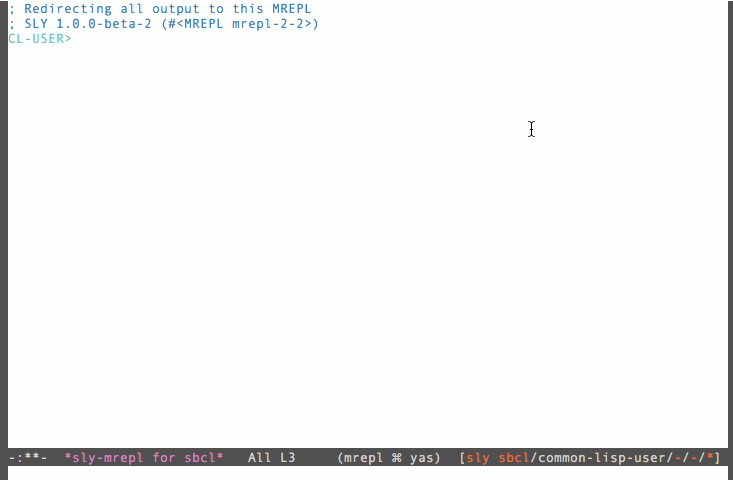 ; Redirecting all output to this MREPL
; SLY 1.0.0-beta-2 (#<MREPL mrepl-2-2>)
CL-USER>
-:**-  *sly-mrepl for sbcl*   All L3     (mrepl ⌘ yas)  [sly sbcl/common-lisp-user/-/-/*]